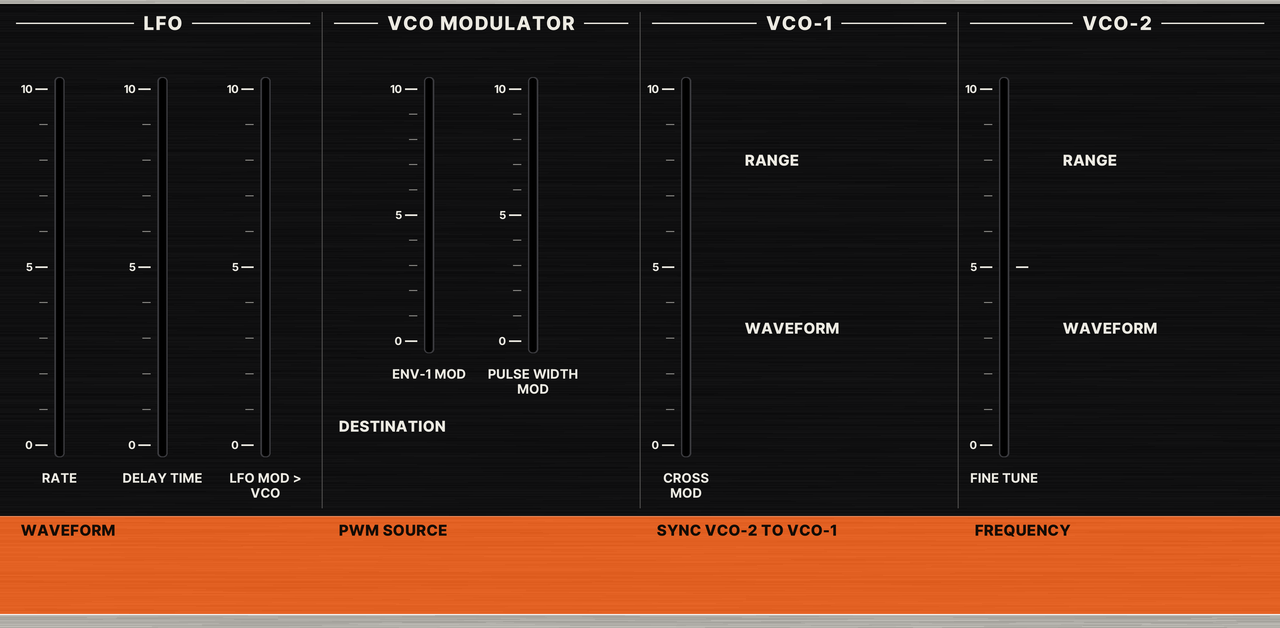 LFO
10
5
0
RATE
10
5
0
DELAY TIME
10
5
0
LFO MOD >
VCO
WAVEFORM
VCO MODULATOR
10
5
0
ENV-1 MOD
10
5
0
PULSE WIDTH
MOD
DESTINATION
PWM SOURCE
VCO-1
10
5
0
CROSS
MOD
RANGE
WAVEFORM
SYNC VCO-2 TO VCO-1
VCO-2
10
5
0
FINE TUNE
RANGE
WAVEFORM
FREQUENCY